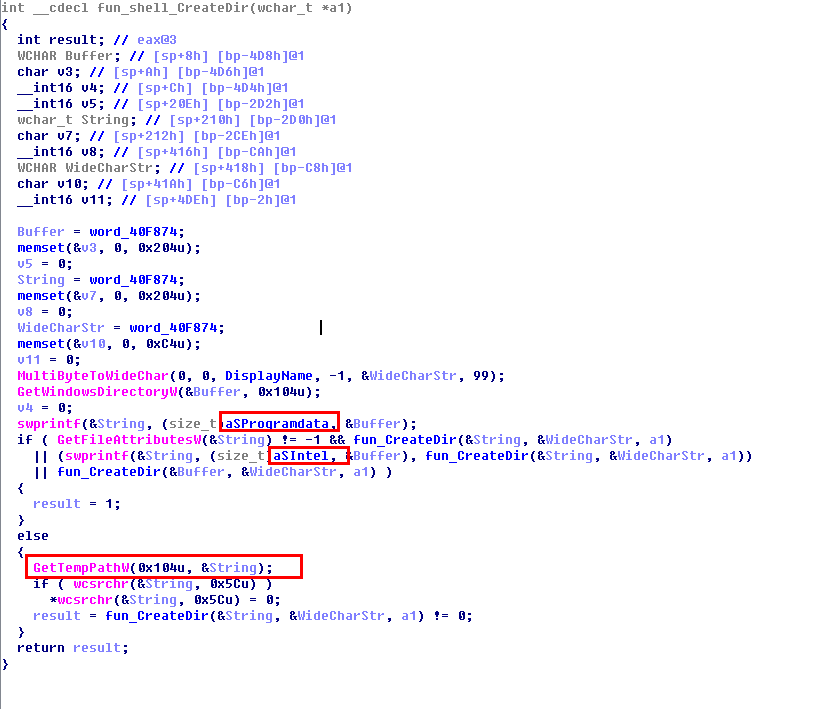 int __cdecl fun_shell_CreateDir(wchar_t *a1)
{
int result; // eax@3
WCHAR Buffer; // [sp+8h] [bp-4D8h]@1
char v3; // [sp+Ah] [bp-4D6h]@1
__int16 v4; // [sp+Ch] [bp-4D4h]@1
__int16 v5; // [sp+20Eh] [bp-2D2h]@1
wchar_t String; // [sp+210h] [bp-2D0h]@1
char v7; // [sp+212h] [bp-2CEh]@1
__int16 v8; // [sp+416h] [bp-CAh]@1
WCHAR WideCharStr; // [sp+418h] [bp-C8h]@1
char v10; // [sp+41Ah] [bp-C6h]@1
__int16 v11; // [sp+4DEh] [bp-2h]@1
Buffer = word_40F874;
memset(&v3, 0, 0x204u);
v5 = 0;
String = word_40F874;
memset(&v7, 0, 0x204u);
v8 = 0;
WideCharStr = word_40F874;
memset(&v10, 0, 0xC4u);
v11 = 0;
MultiByteToWideChar(0, 0, DisplayName, -1, &WideCharStr, 99);
GetWindowsDirectoryW(&Buffer, 0x104u);
v4 = 0;
swprintf(&String, (size_t)aSProgramdata, &Buffer);
if ( GetFileAttributesW(&String) != -1 && fun_CreateDir(&String, &WideCharStr, a1)
|| (swprintf(&String, (size_t)aSIntel, &Buffer), fun_CreateDir(&String, &WideCharStr, a1))
|| fun_CreateDir(&Buffer, &WideCharStr, a1) )
{
result = 1;
}
else
{
GetTempPathW(0x104u, &String);
if ( wcsrchr(&String, 0x5Cu) )
*wcsrchr(&String, 0x5Cu) = 0;
result = fun_CreateDir(&String, &WideCharStr, a1) != 0;
}
return result;
}